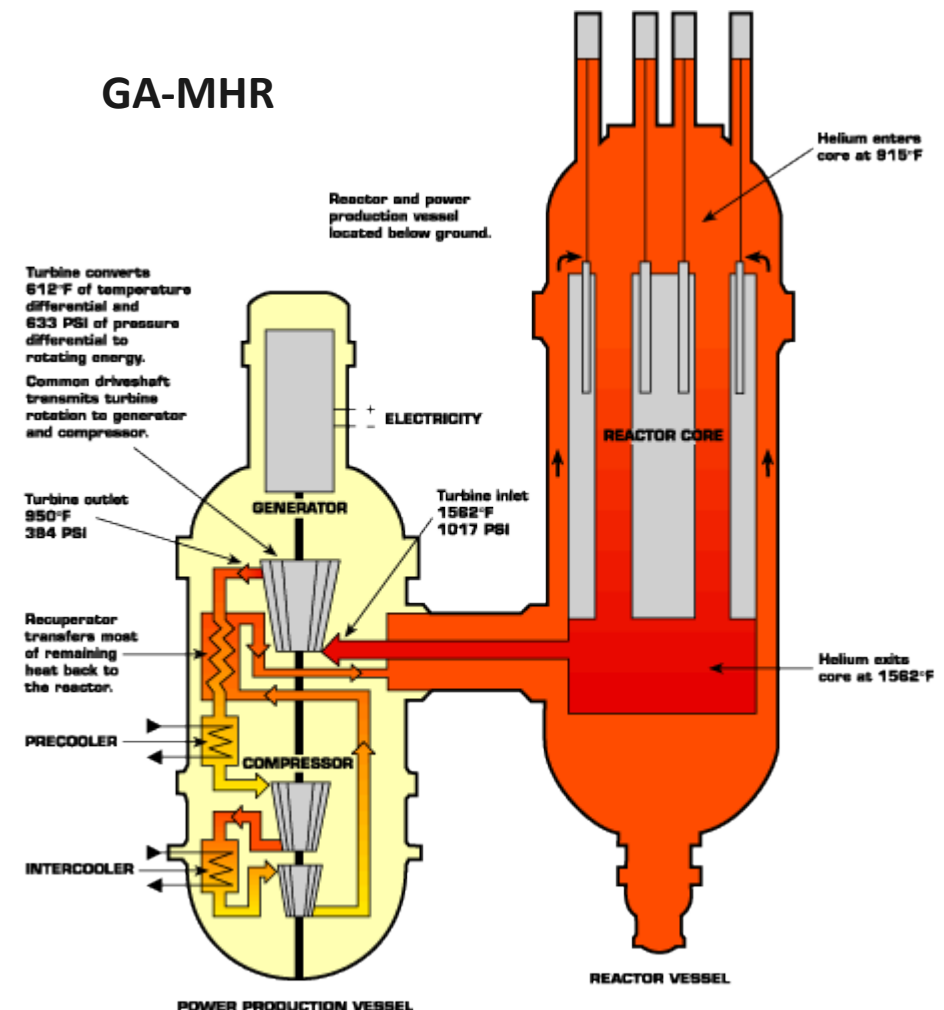 GA-MHR
Helium enters
core at 915°F
Reactor and power
production vessel
located below ground.
Turbine converts
612°F of temperature
differential and
633 PSI of pressure
differential to
rotating energy.
Common driveshaft
transmits turbine
rotation to generator
and compressor.
+
−
ELECTRICITY
REACTOR CORE
Turbine outlet
950°F
384 PSI
GENERATOR
Turbine inlet
1562°F
1017 PSI
Recuperator
transfers most
of remaining
heat back to
the reactor.
Helium exits
core at 1562°F
PRECOOLER
COMPRESSOR
INTERCOOLER
REACTOR VESSEL
POWER PRODUCTION VESSEL